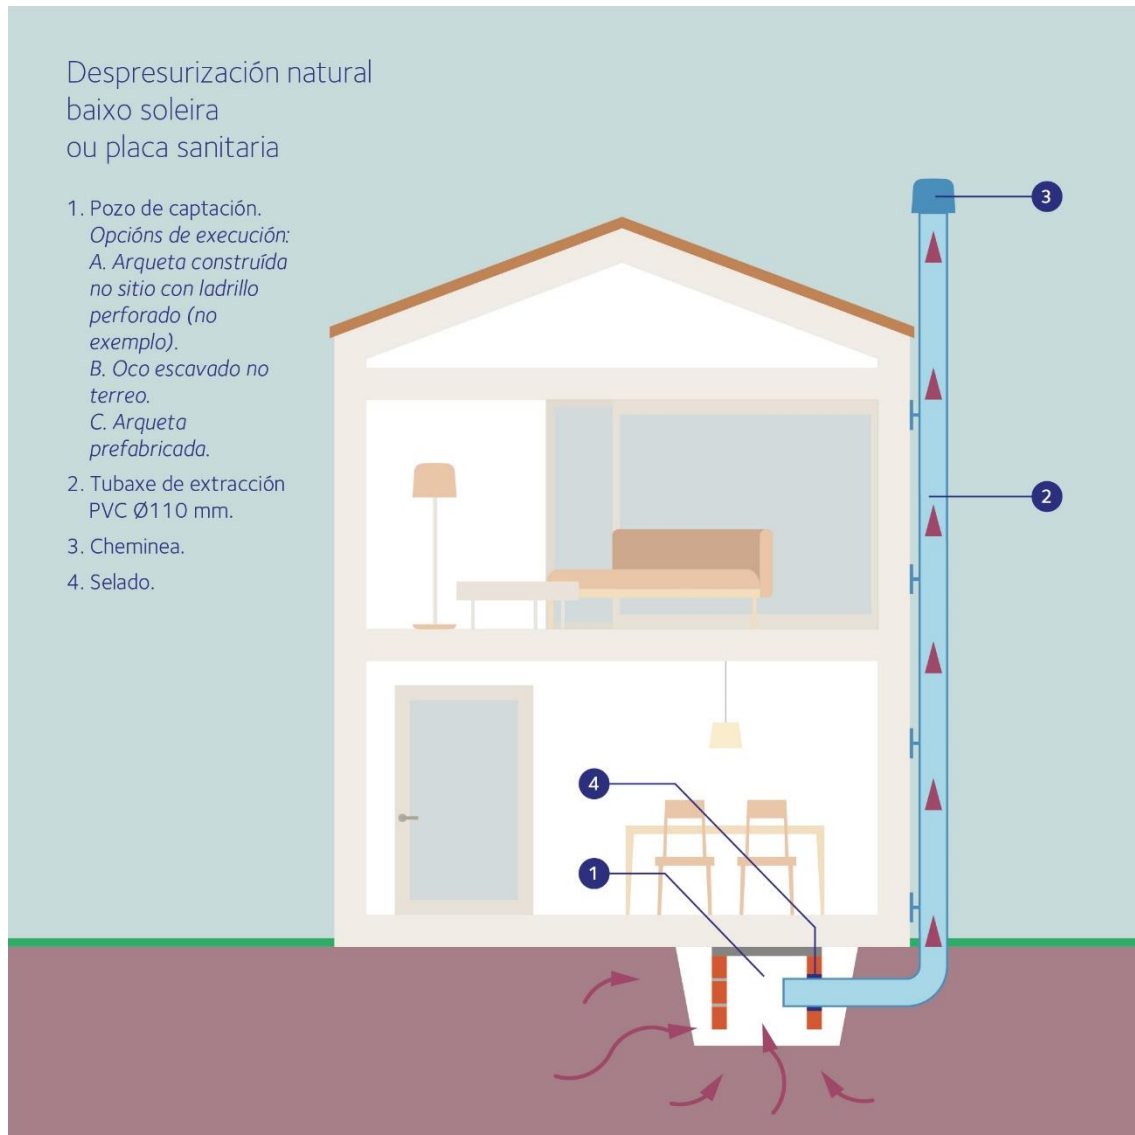 Despresurización natural
baixo soleira
ou placa sanitaria
1. Pozo de captación.
Opcións de execución:
A. Arqueta construída
no sitio con ladrillo
perforado (no
exemplo).
B. Oco escavado no
terreo.
C. Arqueta
prefabricada.
2. Tubaxe de extracción
PVC Ø110 mm.
3. Cheminea.
4. Selado.
3
2
4
1